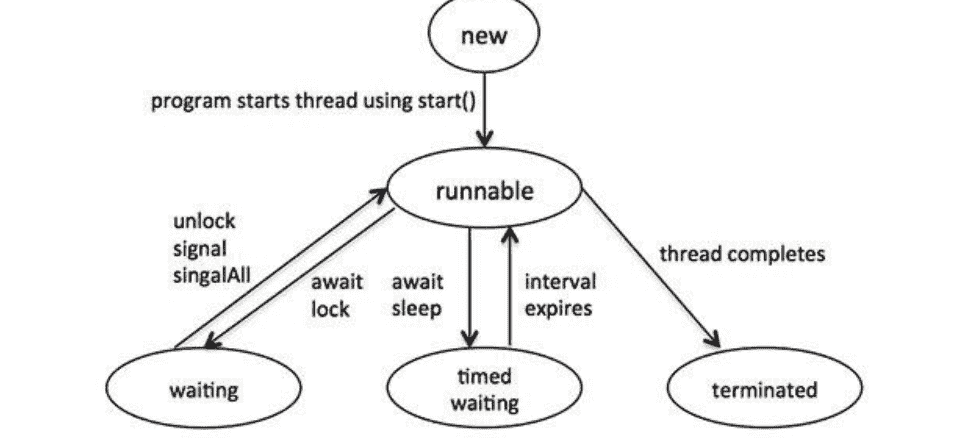 new
program starts thread using start()
runnable
unlock
signal
singalAll
await
lock
await
sleep
interval
expires
thread completes
waiting
timed
waiting
terminated